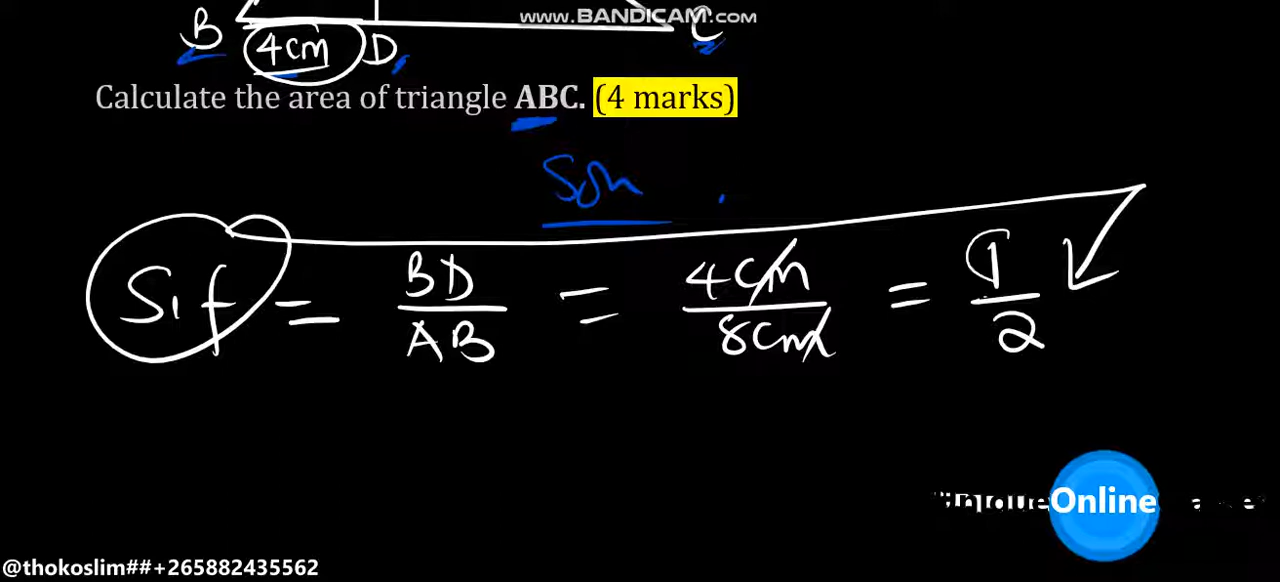 www.BANDICAM.com
B 4cm D C
Calculate the area of triangle ABC. (4 marks)
Soln
Slf = BD/AB = 4cm/8cm = 1/2
Online
@thokoslim##+265882435562